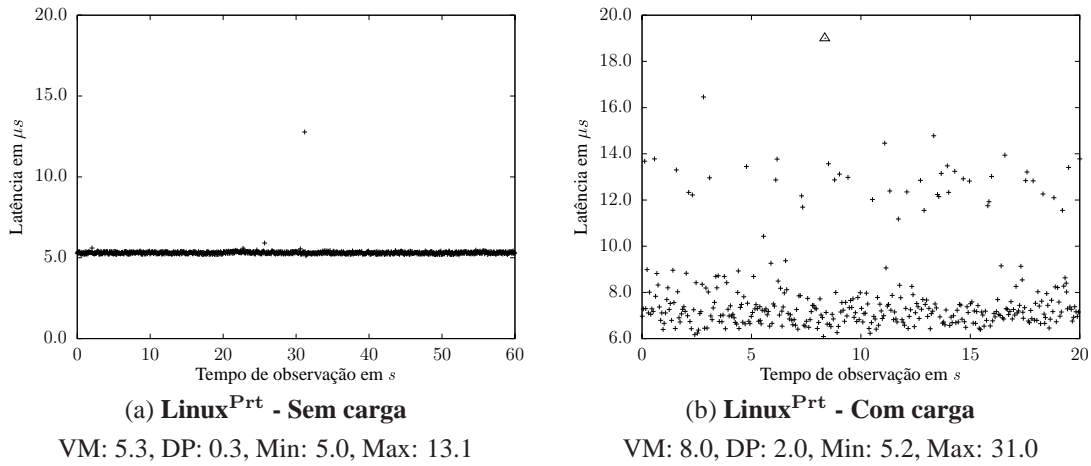 20.0
15.0
10.0
5.0
0.0
Latência em µs
0 10 20 30 40 50 60
Tempo de observação em s
(a) Linux^Prt - Sem carga
VM: 5.3, DP: 0.3, Min: 5.0, Max: 13.1
20.0
18.0
16.0
14.0
12.0
10.0
8.0
6.0
Latência em µs
0 5 10 15 20
Tempo de observação em s
(b) Linux^Prt - Com carga
VM: 8.0, DP: 2.0, Min: 5.2, Max: 31.0